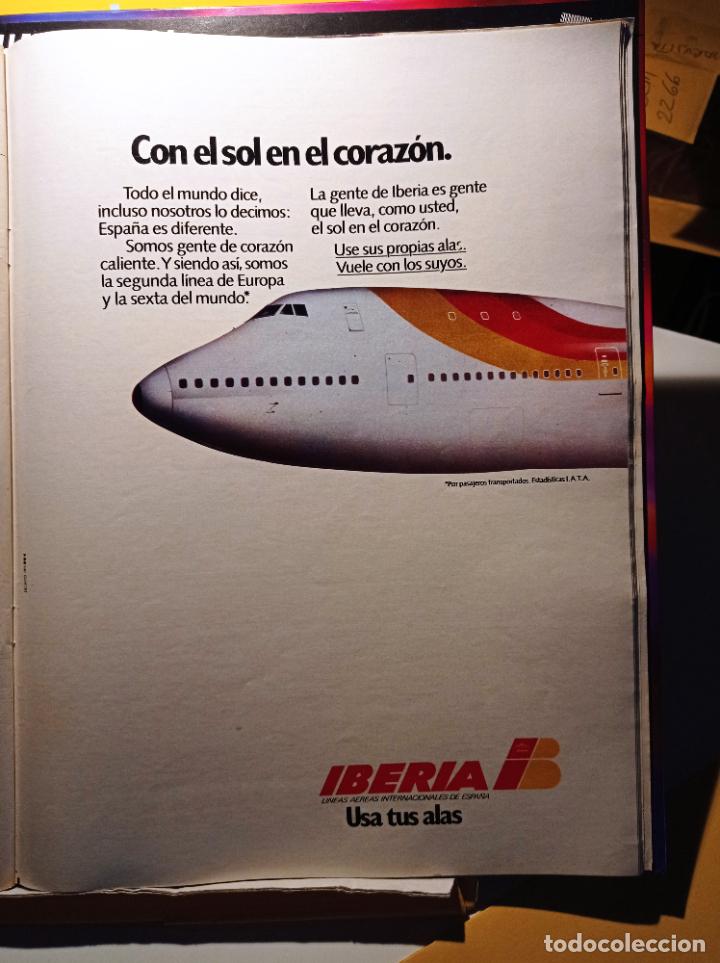 Con el sol en el corazón.
Todo el mundo dice,
incluso nosotros lo decimos:
España es diferente.
Somos gente de corazón
caliente. Y siendo así, somos
la segunda línea de Europa
y la sexta del mundo*.
La gente de Iberia es gente
que lleva, como usted,
el sol en el corazón.
Use sus propias alas.
Vuele con los suyos.
*Por pasajeros transportados. Estadísticas I.A.T.A.
IBERIA IB
LINEAS AEREAS INTERNACIONALES DE ESPAÑA
Usa tus alas
2266
todocoleccion